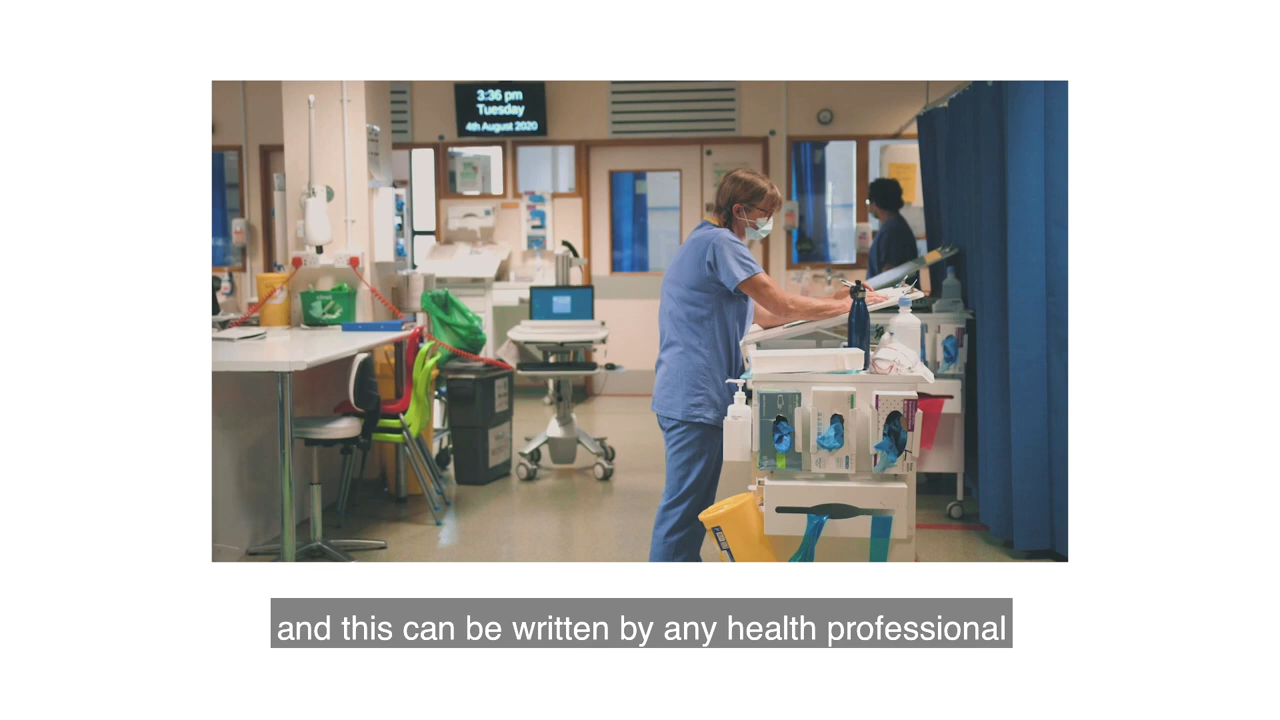 3:36 pm
Tuesday
4th August 2020
and this can be written by any health professional